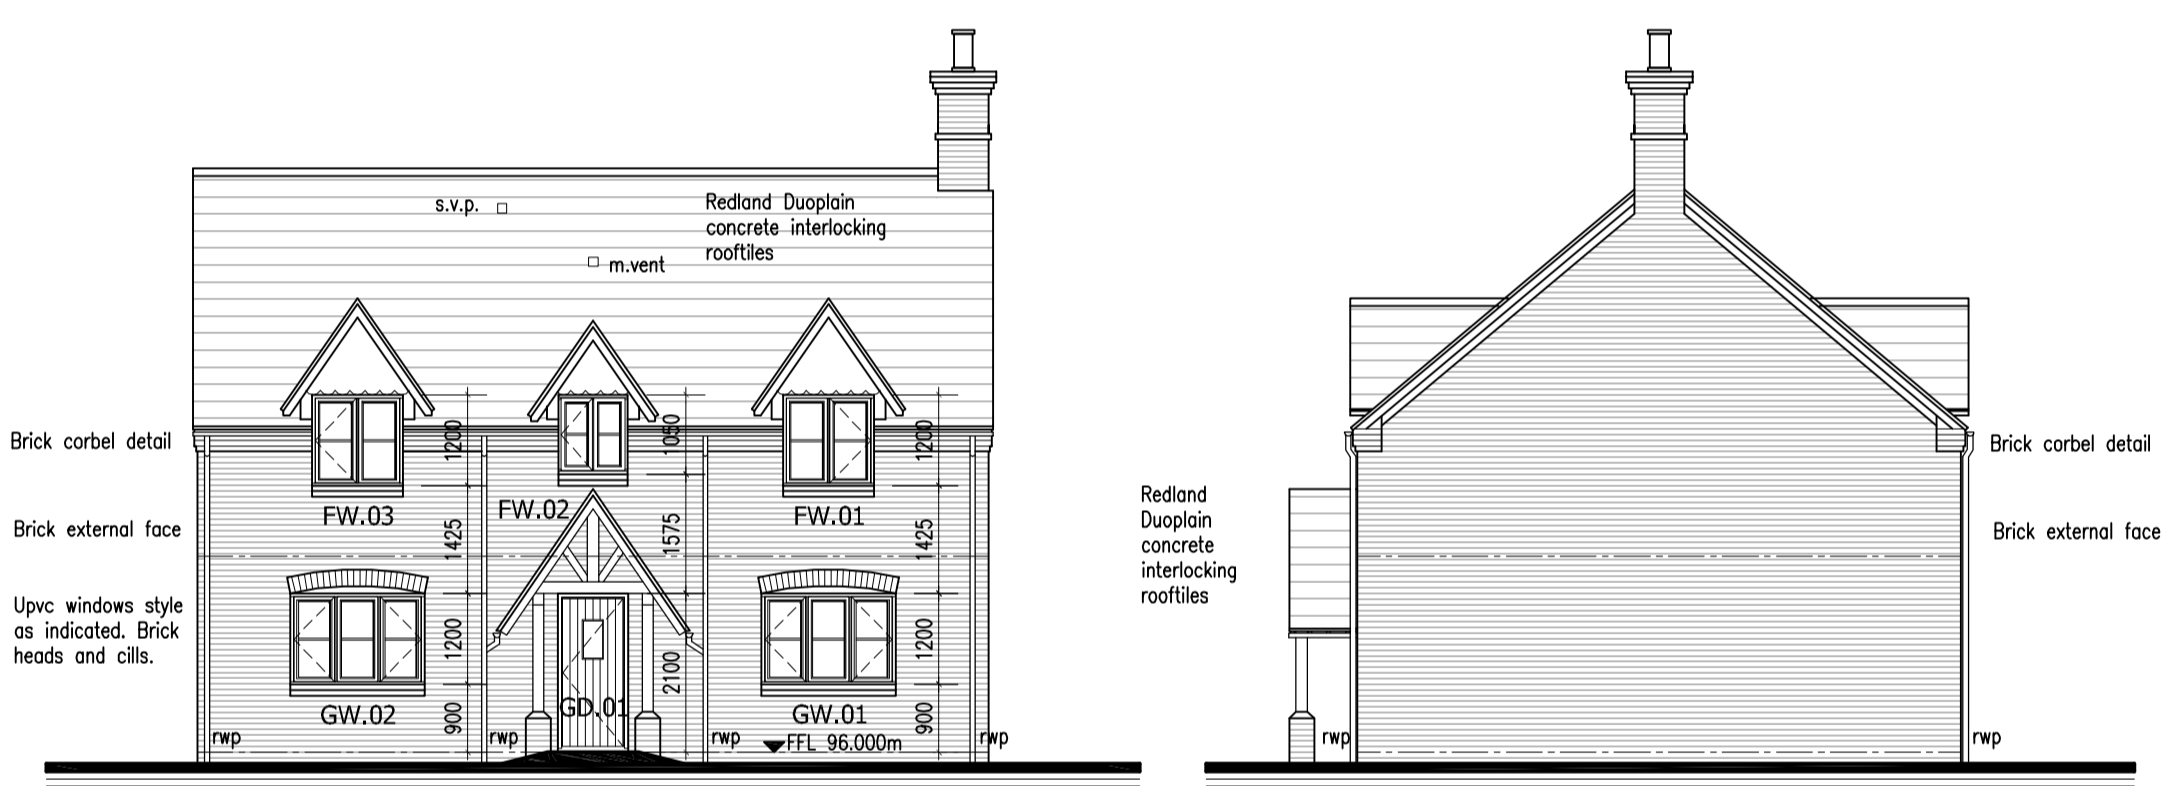 s.v.p.
Redland Duoplain
concrete interlocking
rooftiles
m.vent
Brick corbel detail
1200
1050
1200
Brick corbel detail
FW.03
FW.02
FW.01
Brick external face
1425
1575
1425
Redland
Duoplain
concrete
interlocking
rooftiles
Brick external face
Upvc windows style
as indicated. Brick
heads and cills.
1200
2100
1200
GW.02
GD.01
GW.01
900
900
rwp
rwp
rwp
FFL 96.000m
rwp
rwp
rwp